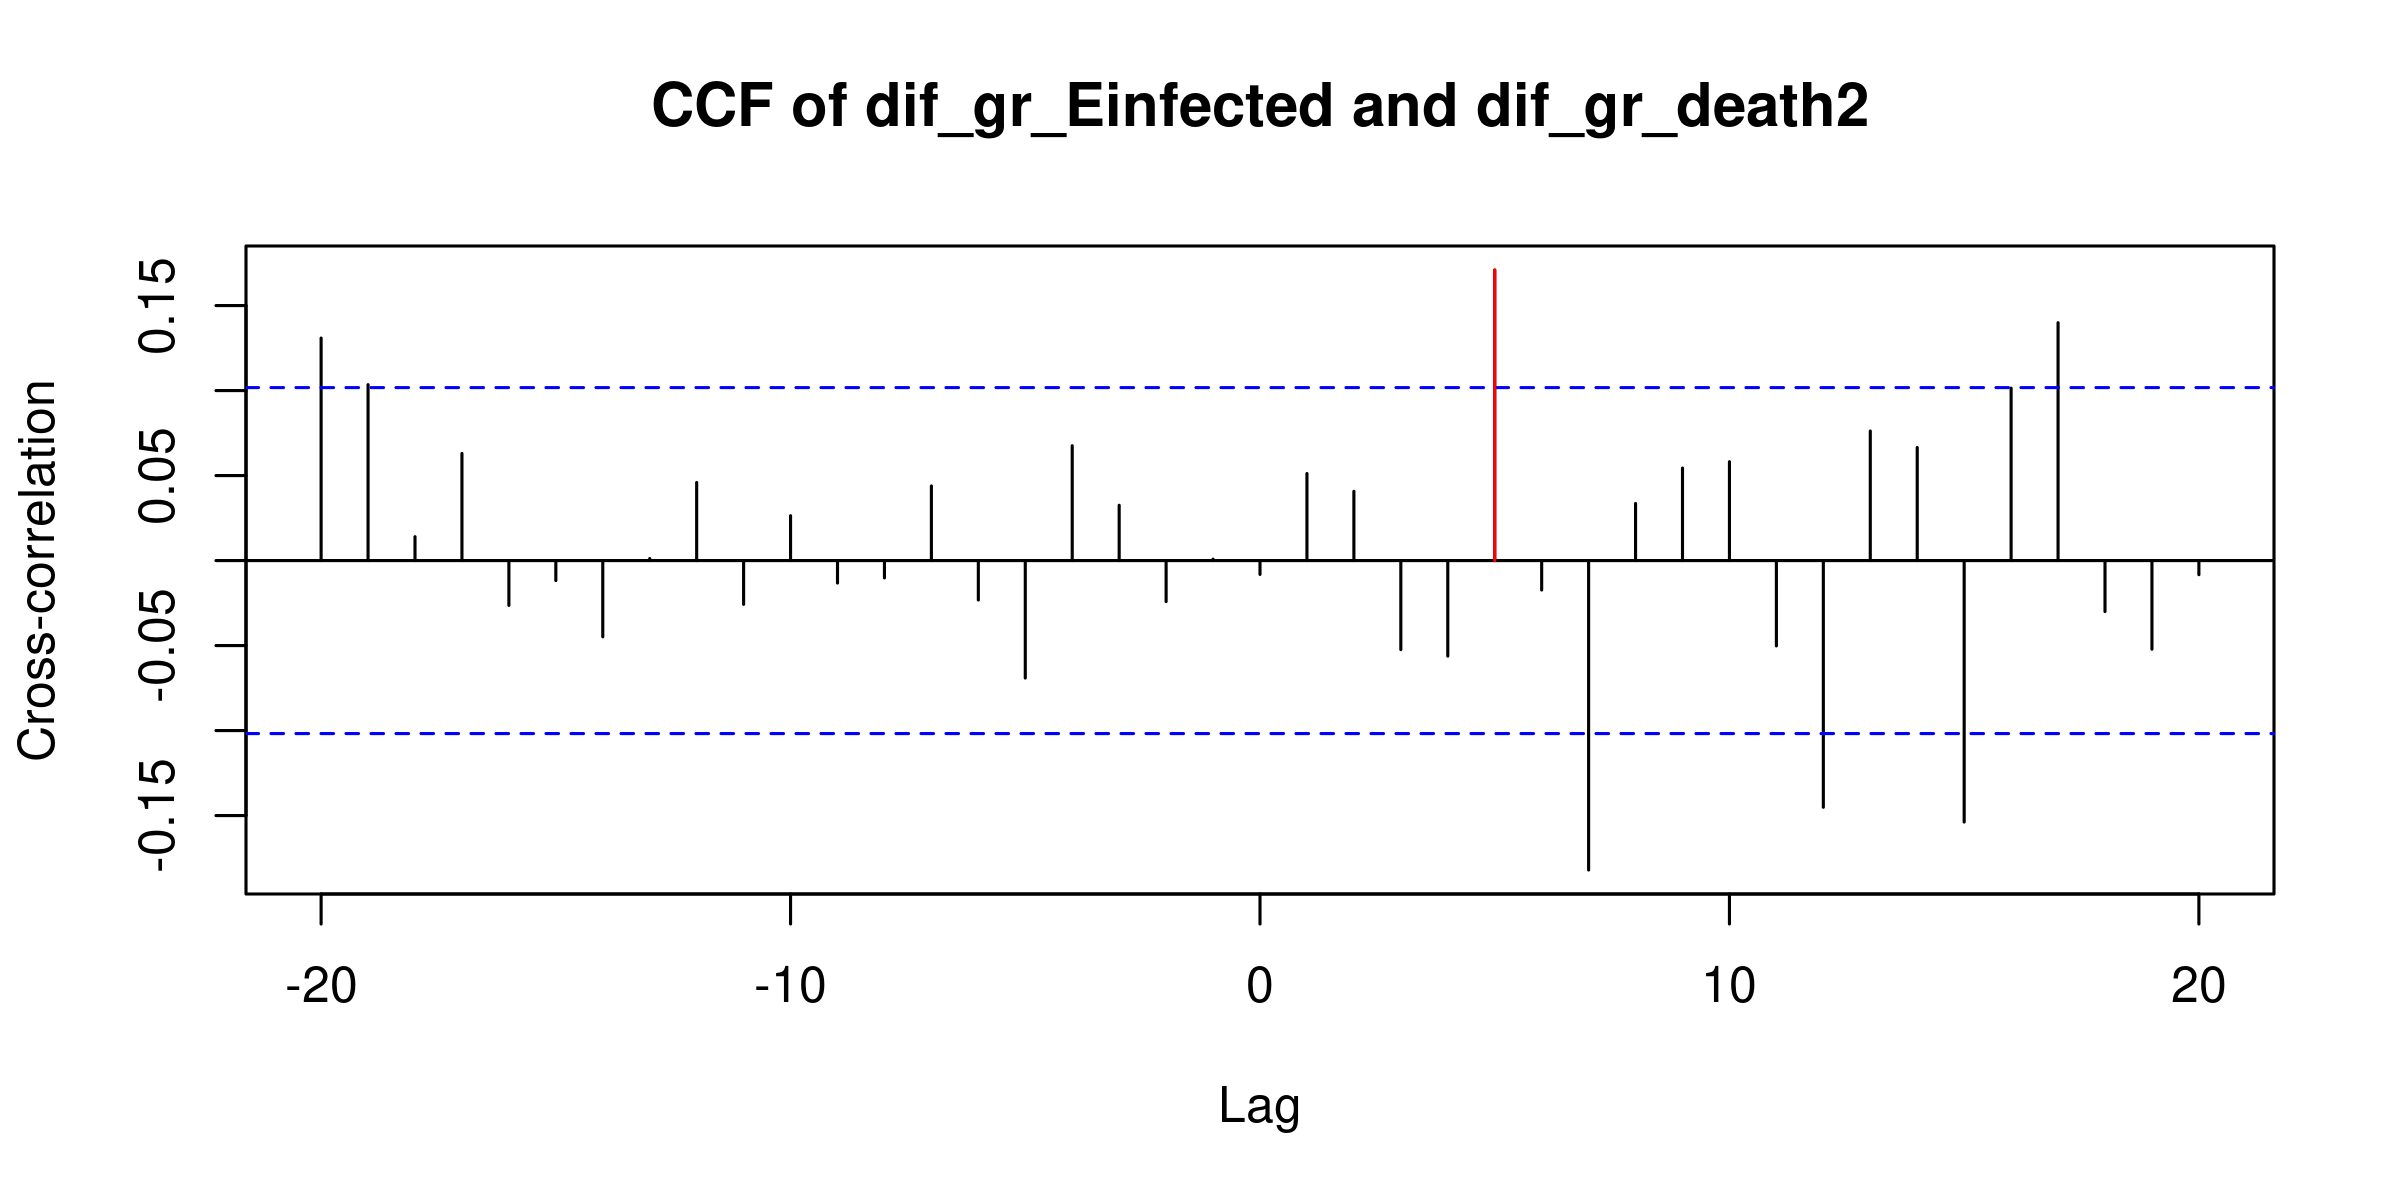 CCF of dif_gr_Einfected and dif_gr_death2
Cross-correlation
0.15
0.05
-0.05
-0.15
-20 -10 0 10 20
Lag